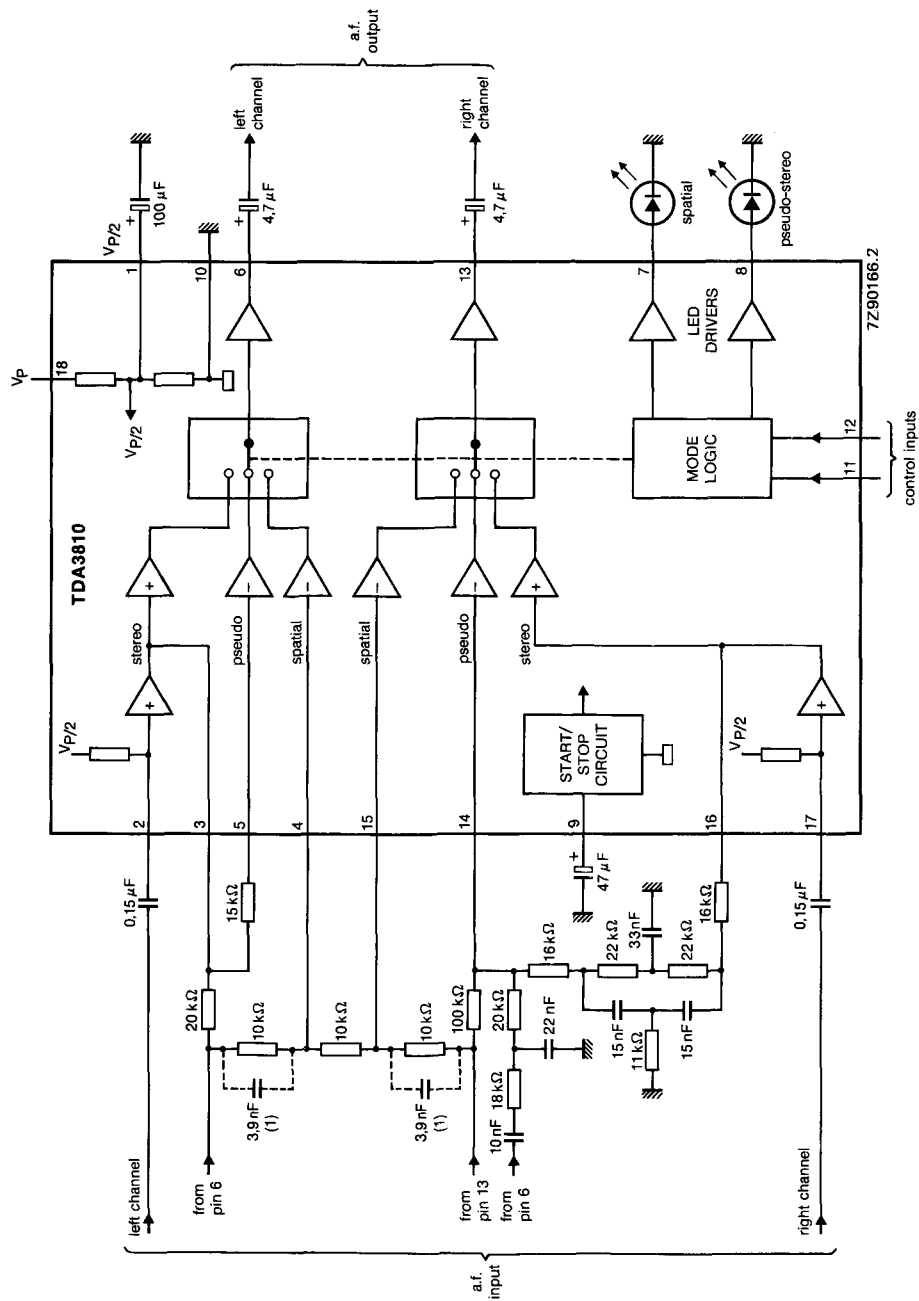 TDA3810
a.f.
input
left channel
0,15 µF
2
VP/2
stereo
3
5
pseudo
4
spatial
15
spatial
14
pseudo
stereo
9
16
17
VP/2
20 kΩ
15 kΩ
10 kΩ
3,9 nF
(1)
10 kΩ
10 kΩ
3,9 nF
(1)
from
pin 6
from
pin 13
from
pin 6
100 kΩ
20 kΩ
22 nF
18 kΩ
10 nF
16 kΩ
22 kΩ
33 nF
22 kΩ
15 nF
11 kΩ
15 nF
16 kΩ
47 µF
+
START/
STOP
CIRCUIT
right channel
0,15 µF
+
+
−
−
−
−
+
+
VP
18
VP/2
1
VP/2
+
100 µF
10
6
+
4,7 µF
left
channel
a.f.
output
13
+
4,7 µF
right
channel
MODE
LOGIC
LED
DRIVERS
7
spatial
8
pseudo-stereo
11
12
control inputs
7Z90166.2